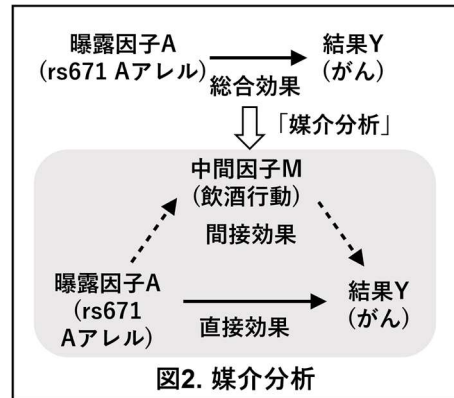 曝露因子A
(rs671 Aアレル)
結果Y
(がん)
総合効果
「媒介分析」
中間因子M
(飲酒行動)
間接効果
曝露因子A
(rs671
Aアレル)
直接効果
結果Y
(がん)
図2. 媒介分析